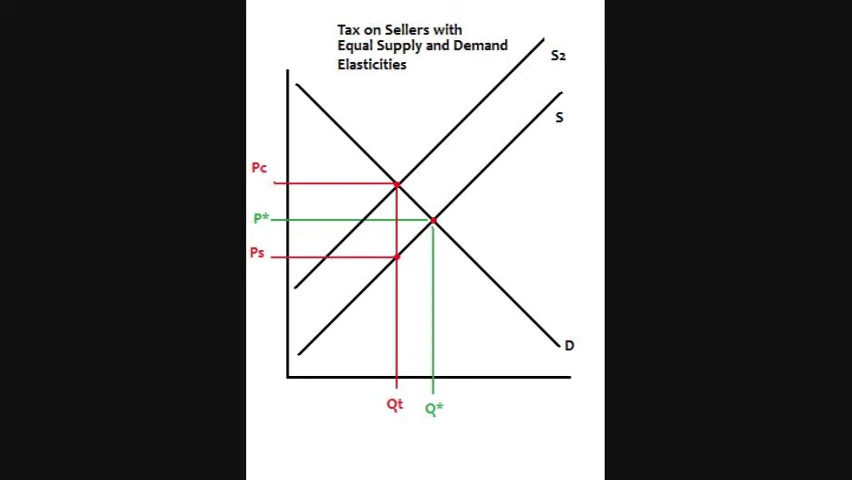 Tax on Sellers with
Equal Supply and Demand
Elasticities
S2
S
Pc
P*
Ps
D
Qt
Q*